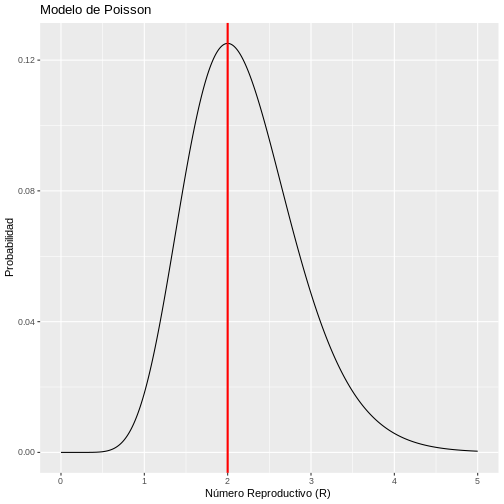 Modelo de Poisson
Probabilidad
0.12
0.08
0.04
0.00
0 1 2 3 4 5
Número Reproductivo (R)